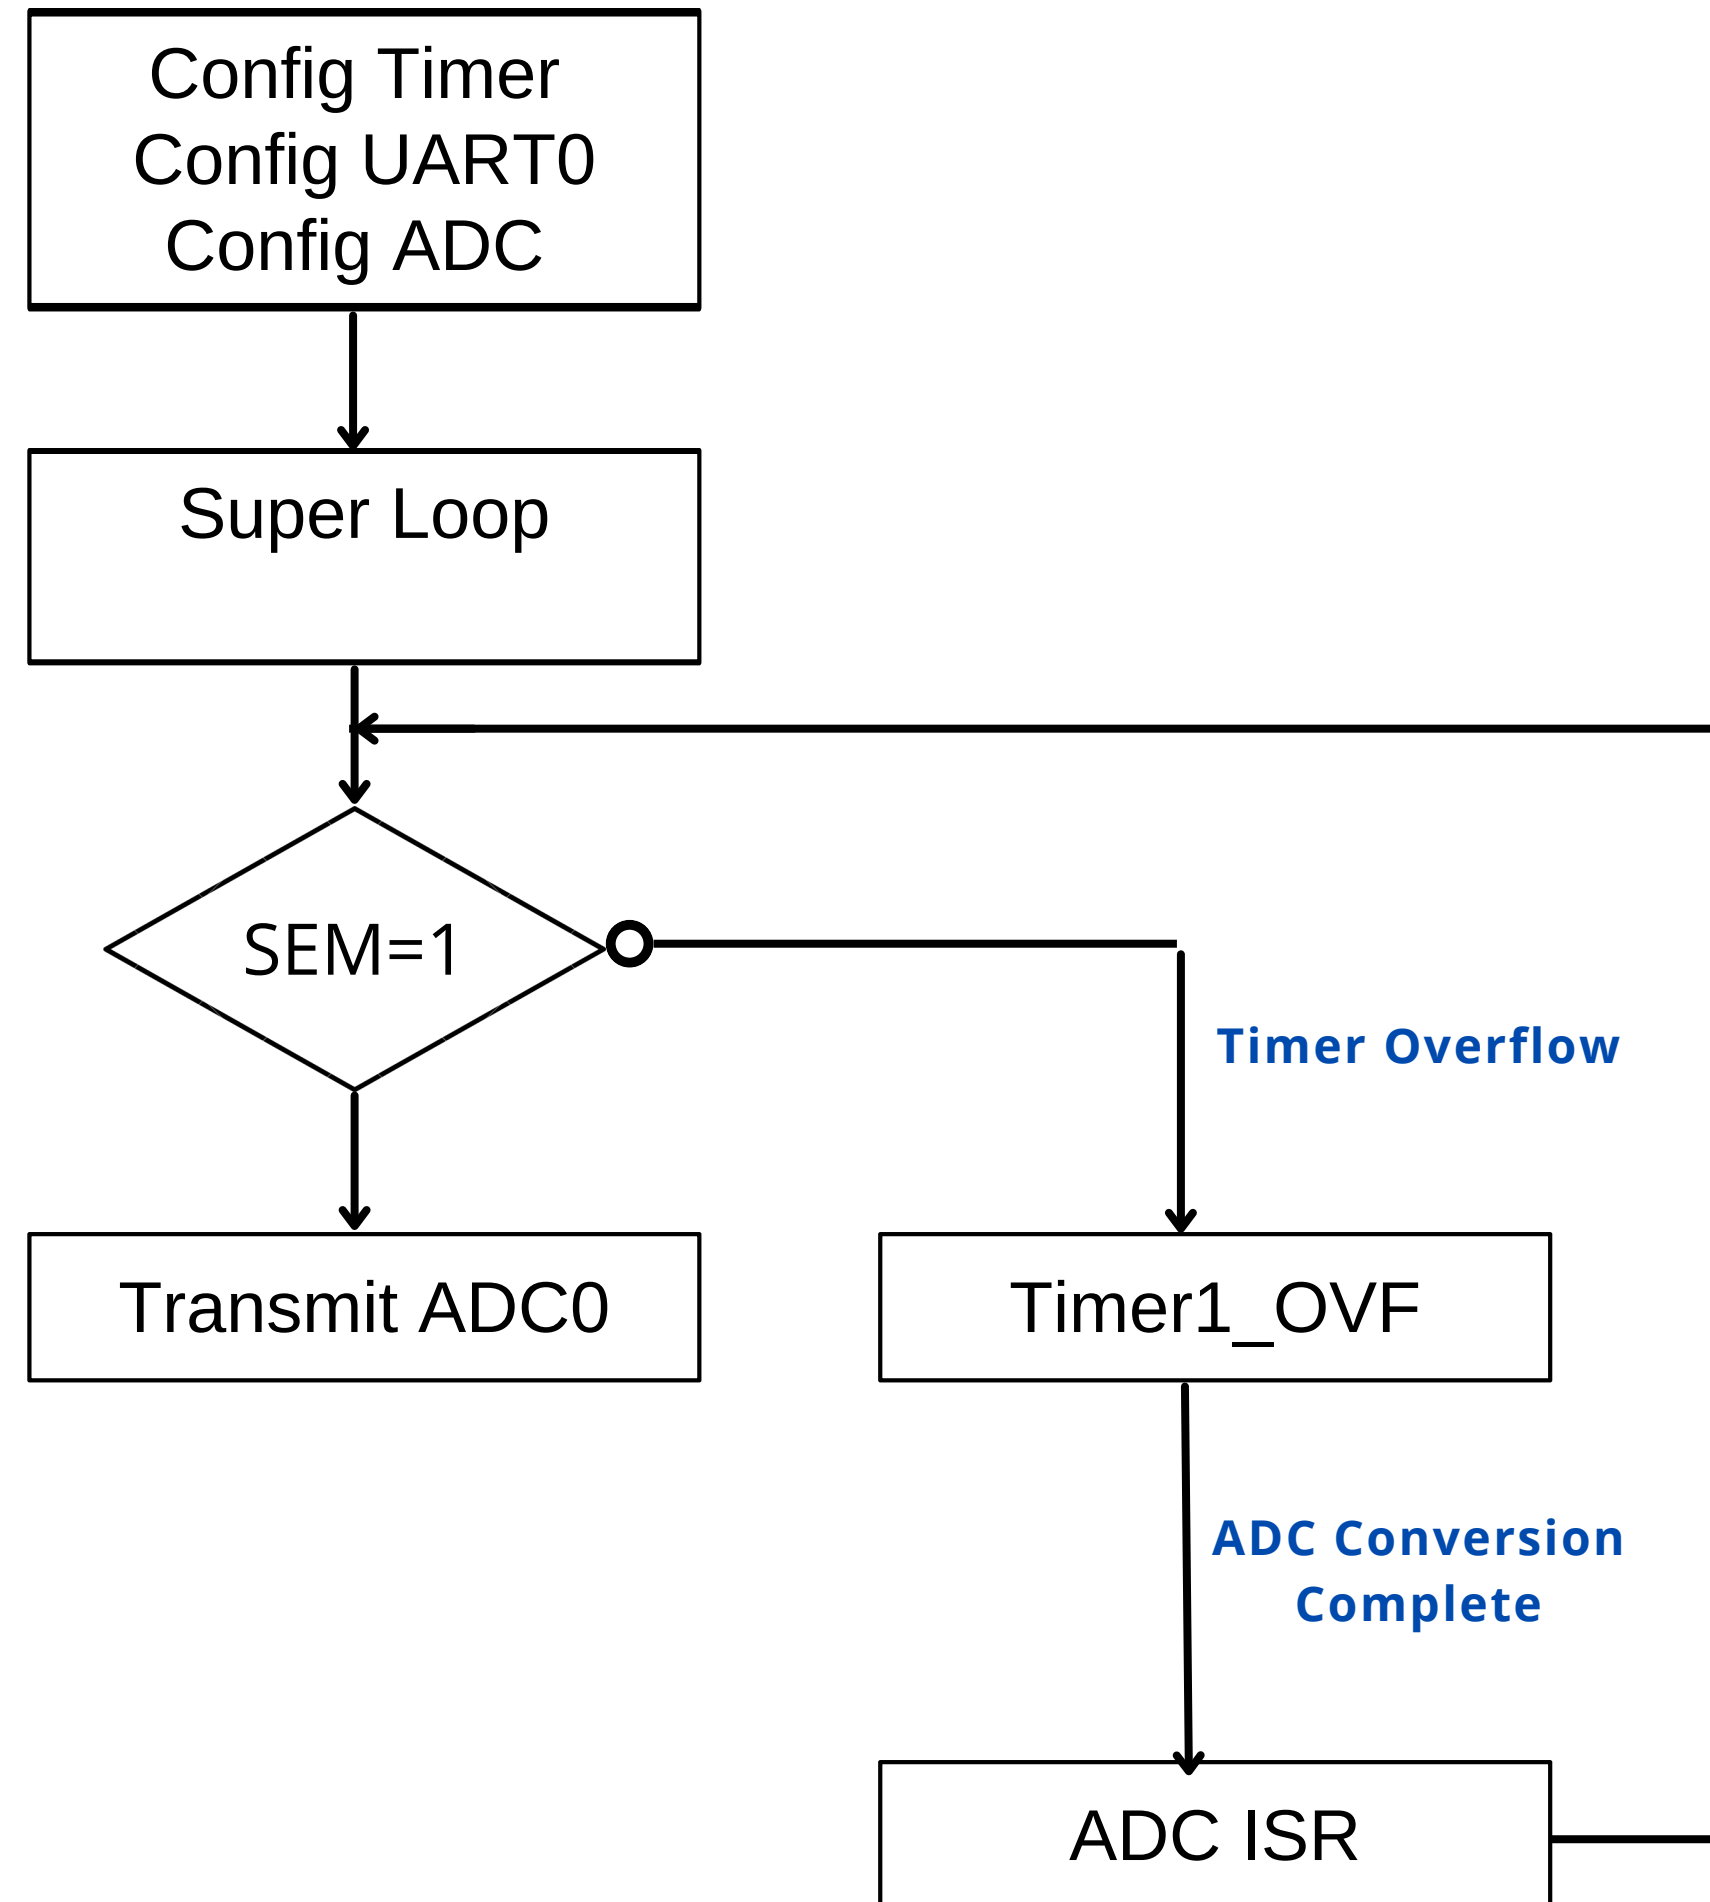 Config Timer
Config UART0
Config ADC
Super Loop
SEM=1
Timer Overflow
Transmit ADC0
Timer1_OVF
ADC Conversion
Complete
ADC ISR